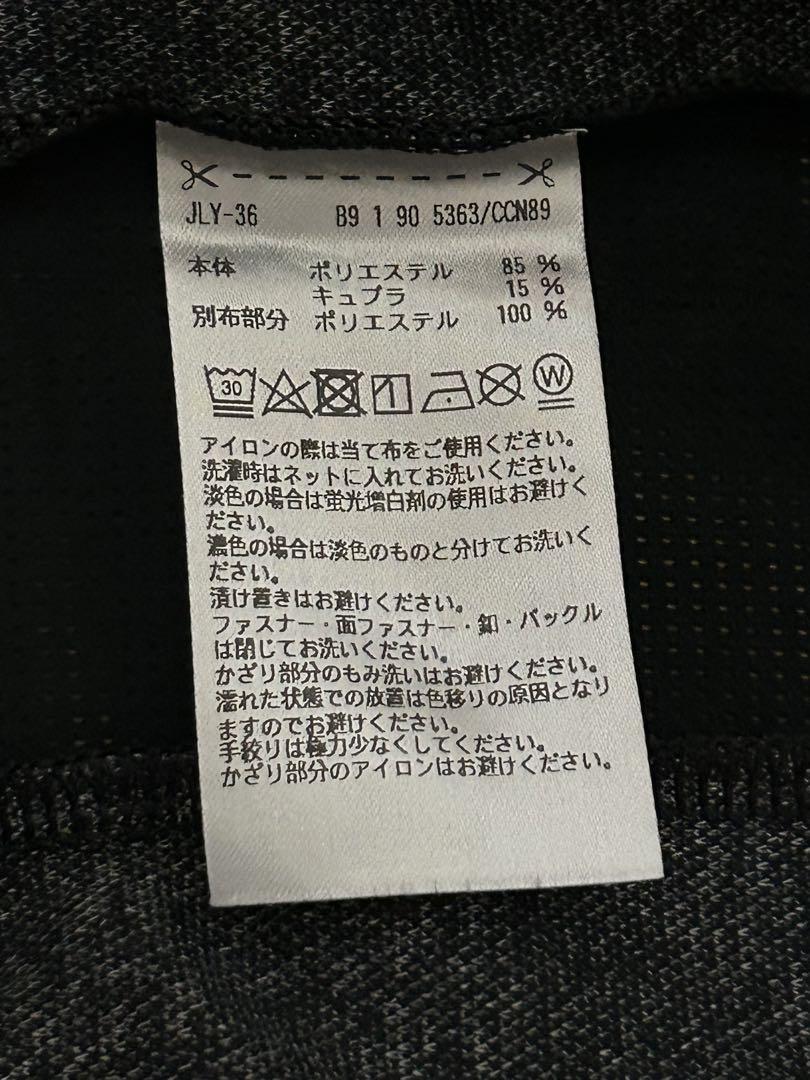 JLY-36 B9 1 90 5363/CCN89
本体 ポリエステル 85 %
キュプラ 15 %
別布部分 ポリエステル 100 %
30 W
アイロンの際は当て布をご使用ください。
洗濯時はネットに入れてお洗いください。
淡色の場合は蛍光増白剤の使用はお避けく
ださい。
濃色の場合は淡色のものと分けてお洗いく
ださい。
漬け置きはお避けください。
ファスナー・面ファスナー・釦・バックル
は閉じてお洗いください。
かざり部分のもみ洗いはお避けください。
濡れた状態での放置は色移りの原因となり
ますのでお避けください。
手絞りは極力少なくしてください。
かざり部分のアイロンはお避けください。